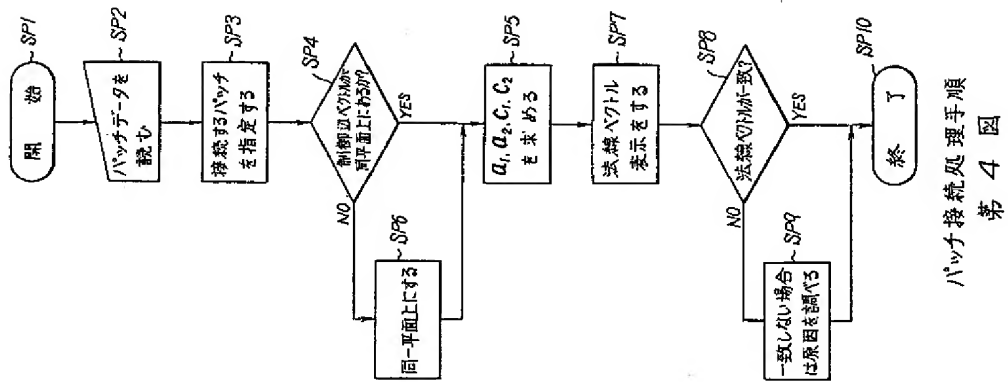 開始
SP1
パッチデータを
読む
SP2
接続するパッチ
を指定する
SP3
制御辺ベクトルが
同平面上にあるか?
SP4
NO
YES
同一平面上にする
SP6
a₁, a₂, c₁, c₂
を求める
SP5
法線ベクトル
表示をする
SP7
法線ベクトルが一致?
SP8
NO
YES
一致しない場合
は原因を調べる
SP9
終了
SP10
パッチ接続処理手順
第4図